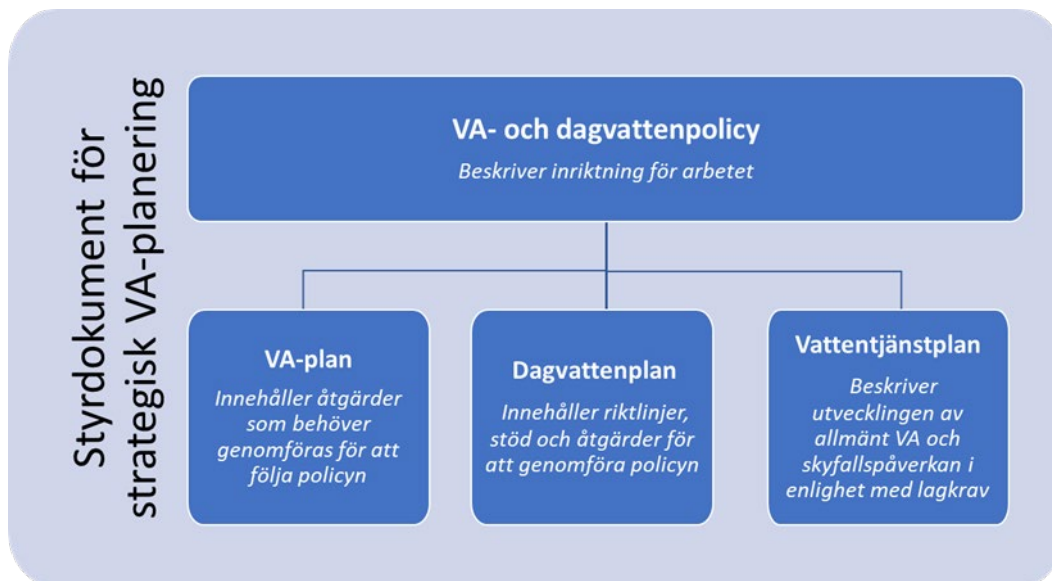 Styrdokument för
strategisk VA-planering
VA- och dagvattenpolicy
Beskriver inriktning för arbetet
VA-plan
Innehåller åtgärder
som behöver
genomföras för att
följa policyn
Dagvattenplan
Innehåller riktlinjer,
stöd och åtgärder för
att genomföra policyn
Vattentjänstplan
Beskriver
utvecklingen av
allmänt VA och
skyfallspåverkan i
enlighet med lagkrav